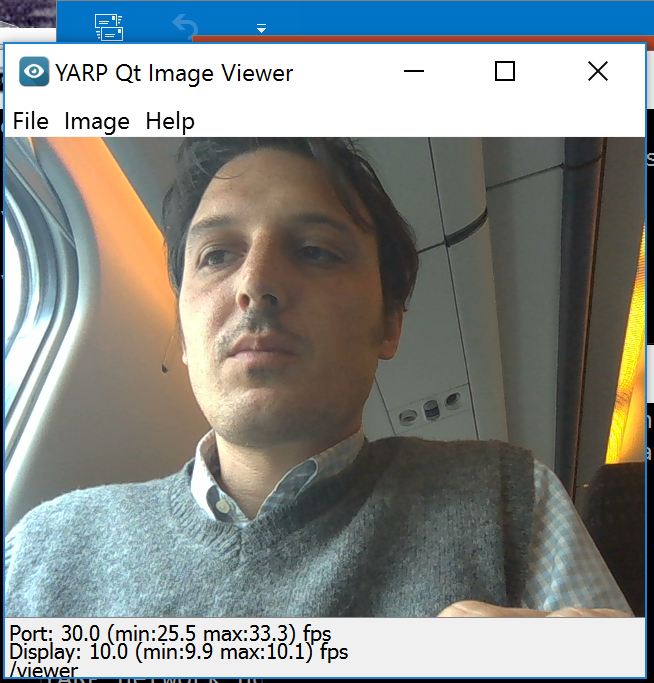 YARP Qt Image Viewer
File Image Help
Port: 30.0 (min:25.5 max:33.3) fps
Display: 10.0 (min:9.9 max:10.1) fps
/viewer